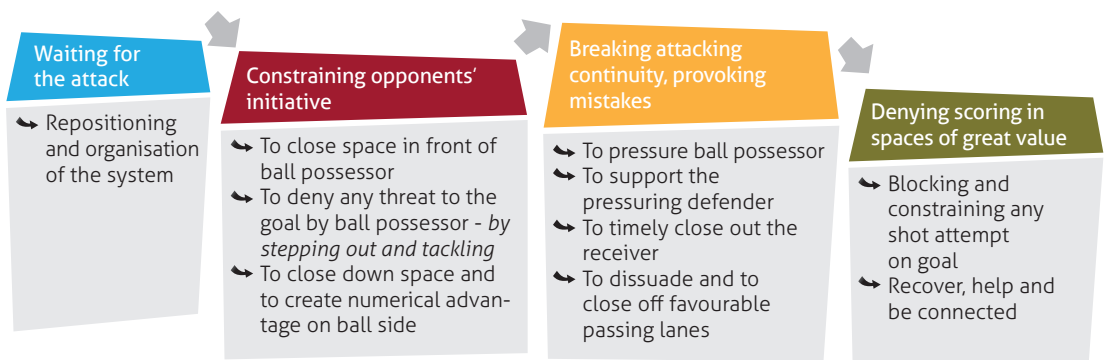 Waiting for
the attack
Repositioning
and organisation
of the system
Constraining opponents'
initiative
To close space in front of
ball possessor
To deny any threat to the
goal by ball possessor - by
stepping out and tackling
To close down space and
to create numerical advan-
tage on ball side
Breaking attacking
continuity, provoking
mistakes
To pressure ball possessor
To support the
pressuring defender
To timely close out the
receiver
To dissuade and to
close off favourable
passing lanes
Denying scoring in
spaces of great value
Blocking and
constraining any
shot attempt
on goal
Recover, help and
be connected